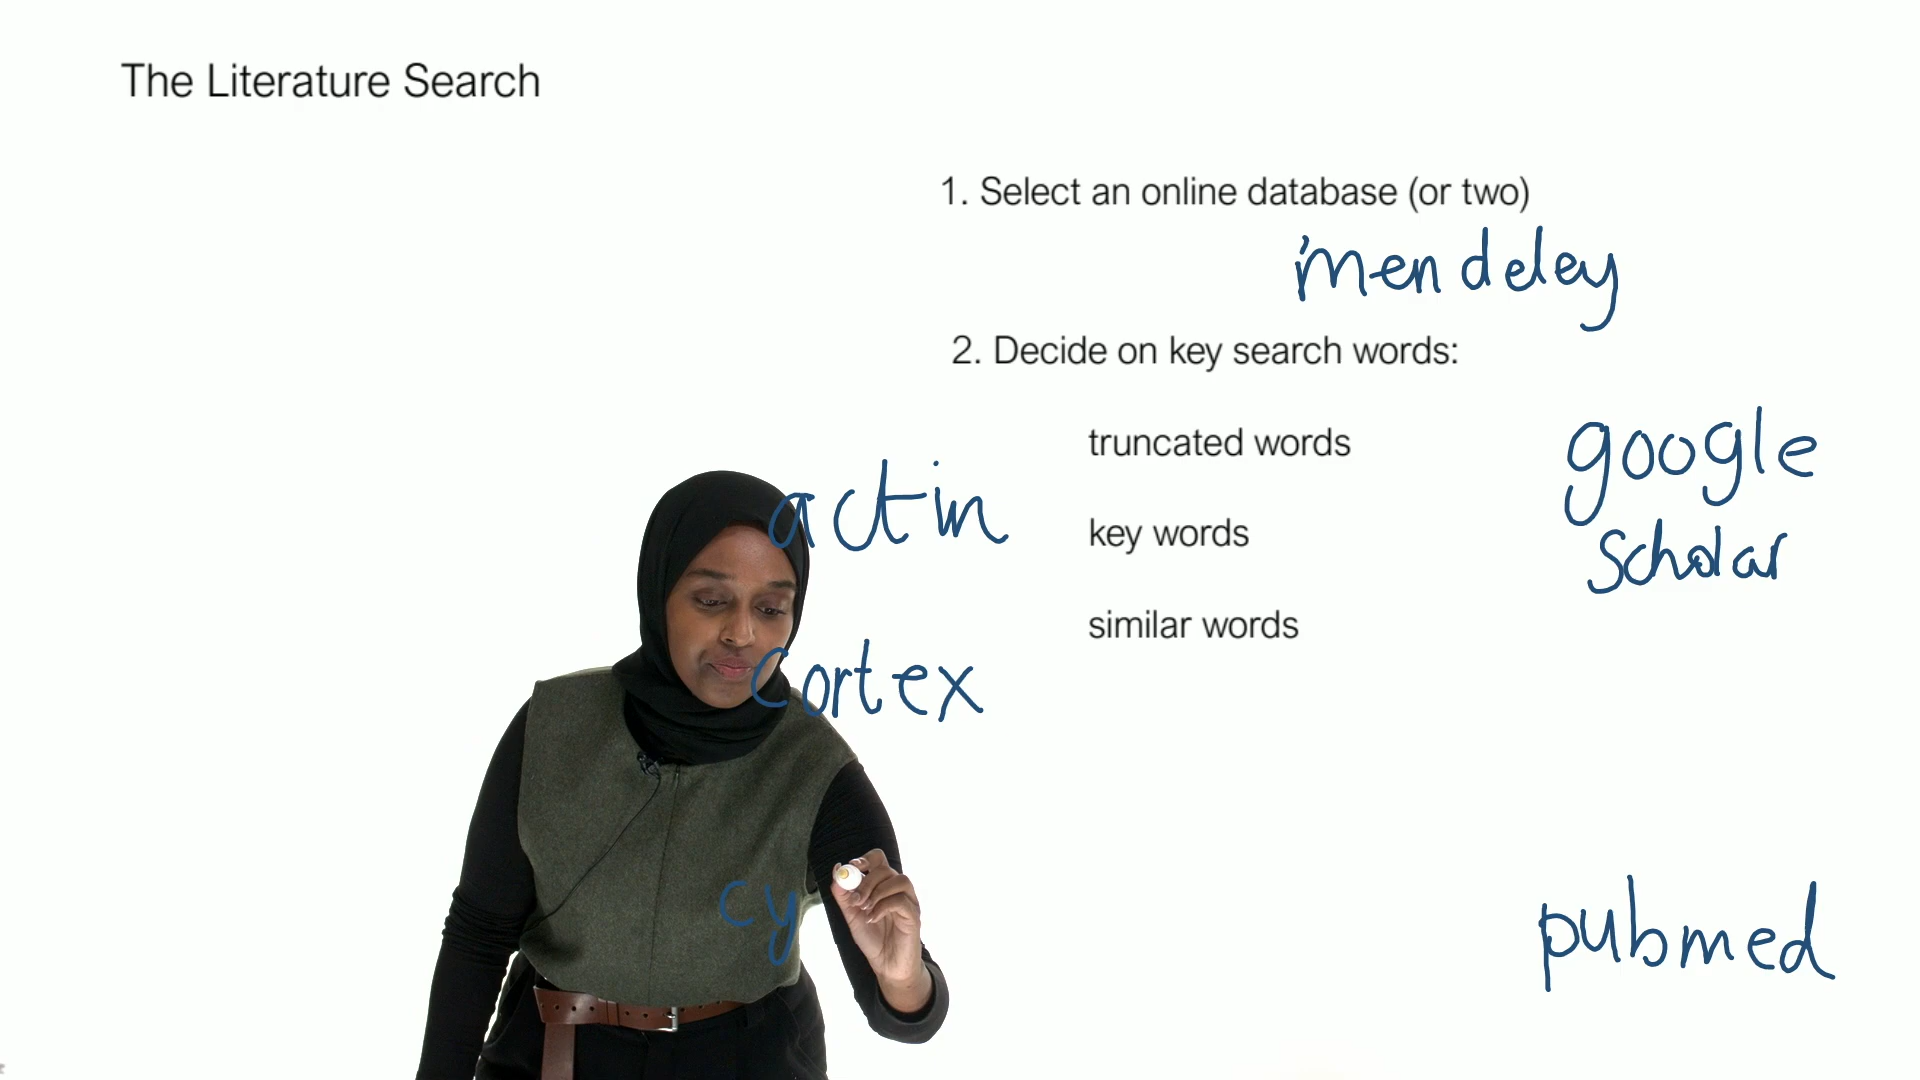 The Literature Search
1. Select an online database (or two)
mendeley
2. Decide on key search words:
truncated words
key words
similar words
actin
cortex
cy
google
scholar
pubmed